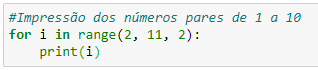 #Impressão dos números pares de 1 a 10
for i in range(2, 11, 2):
    print(i)